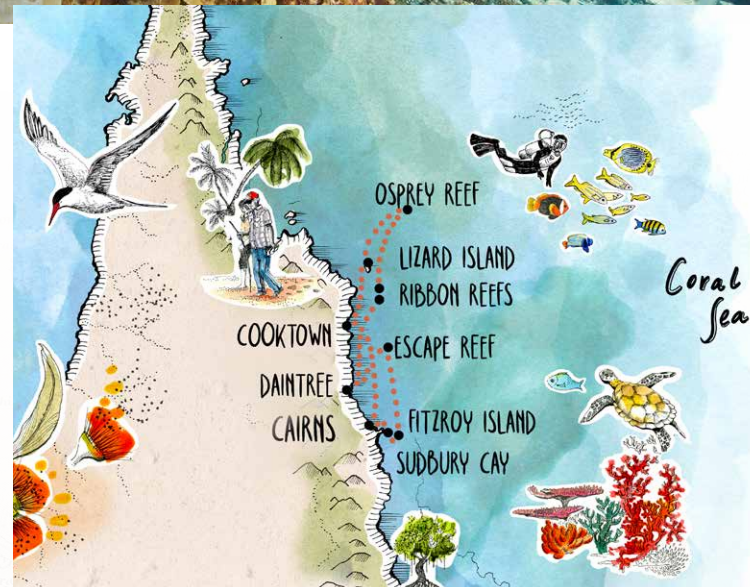 OSPREY REEF
LIZARD ISLAND
RIBBON REEFS
COOKTOWN
ESCAPE REEF
DAINTREE
CAIRNS
FITZROY ISLAND
SUDBURY CAY
Coral
Sea